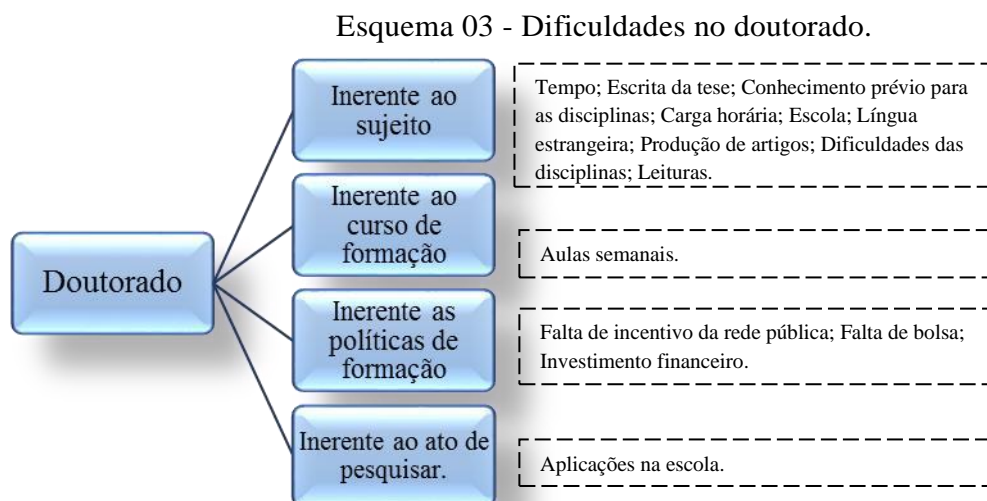 Esquema 03 - Dificuldades no doutorado.
Doutorado
Inerente ao
sujeito
Tempo; Escrita da tese; Conhecimento prévio para
as disciplinas; Carga horária; Escola; Língua
estrangeira; Produção de artigos; Dificuldades das
disciplinas; Leituras.
Inerente ao
curso de
formação
Aulas semanais.
Inerente as
políticas de
formação
Falta de incentivo da rede pública; Falta de bolsa;
Investimento financeiro.
Inerente ao ato de
pesquisar.
Aplicações na escola.